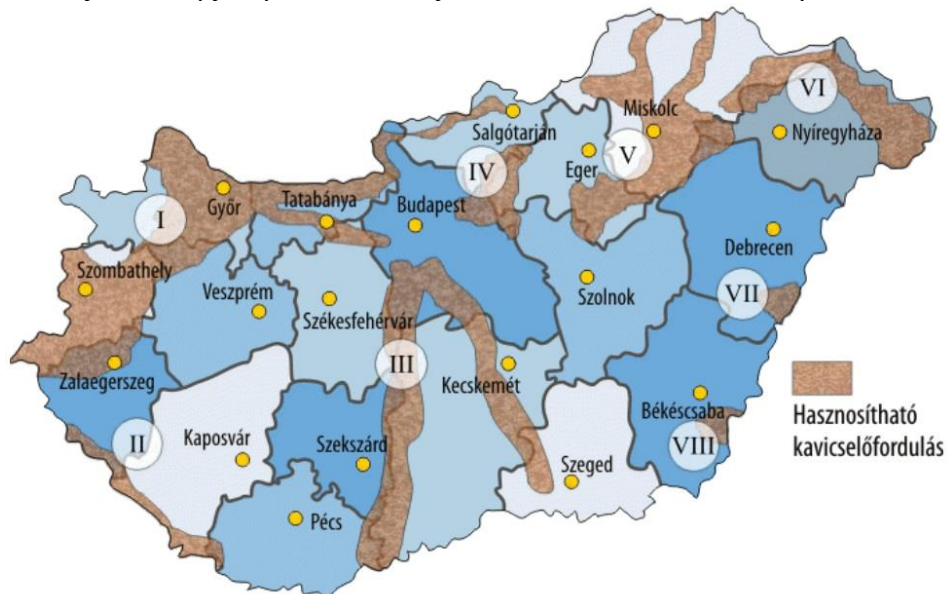 Salgótarján
Miskolc
VI
Nyíregyháza
IV
Eger
V
Győr
Tatabánya
Budapest
I
Debrecen
Szombathely
Veszprém
Székesfehérvár
Szolnok
VII
Zalaegerszeg
III
Kecskemét
Hasznosítható
kavicselőfordulás
II
Kaposvár
Szekszárd
Békéscsaba
VIII
Szeged
Pécs